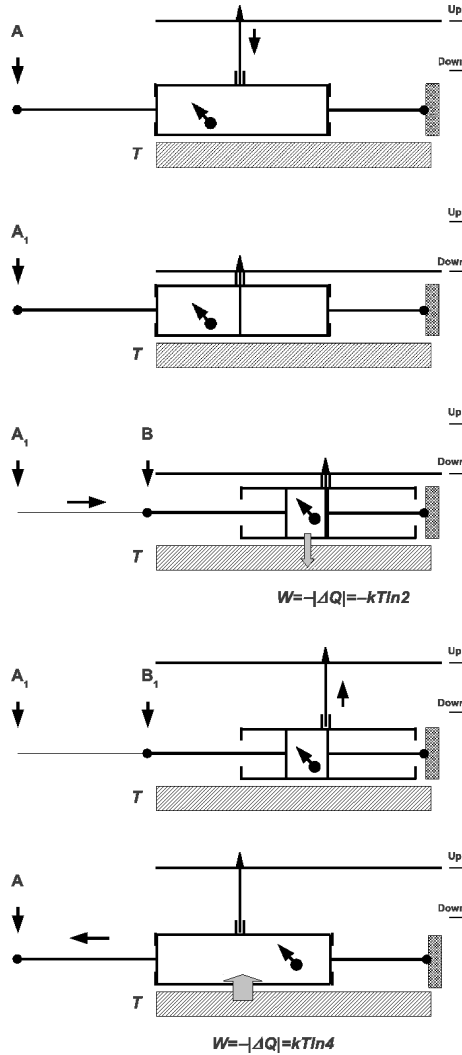 Up
A
Down
T
Up
A₁
Down
T
Up
A₁ B
Down
T
W=–|ΔQ|=–kTln2
Up
A₁ B₁
Down
T
Up
A
Down
T
W=–|ΔQ|=kTln4